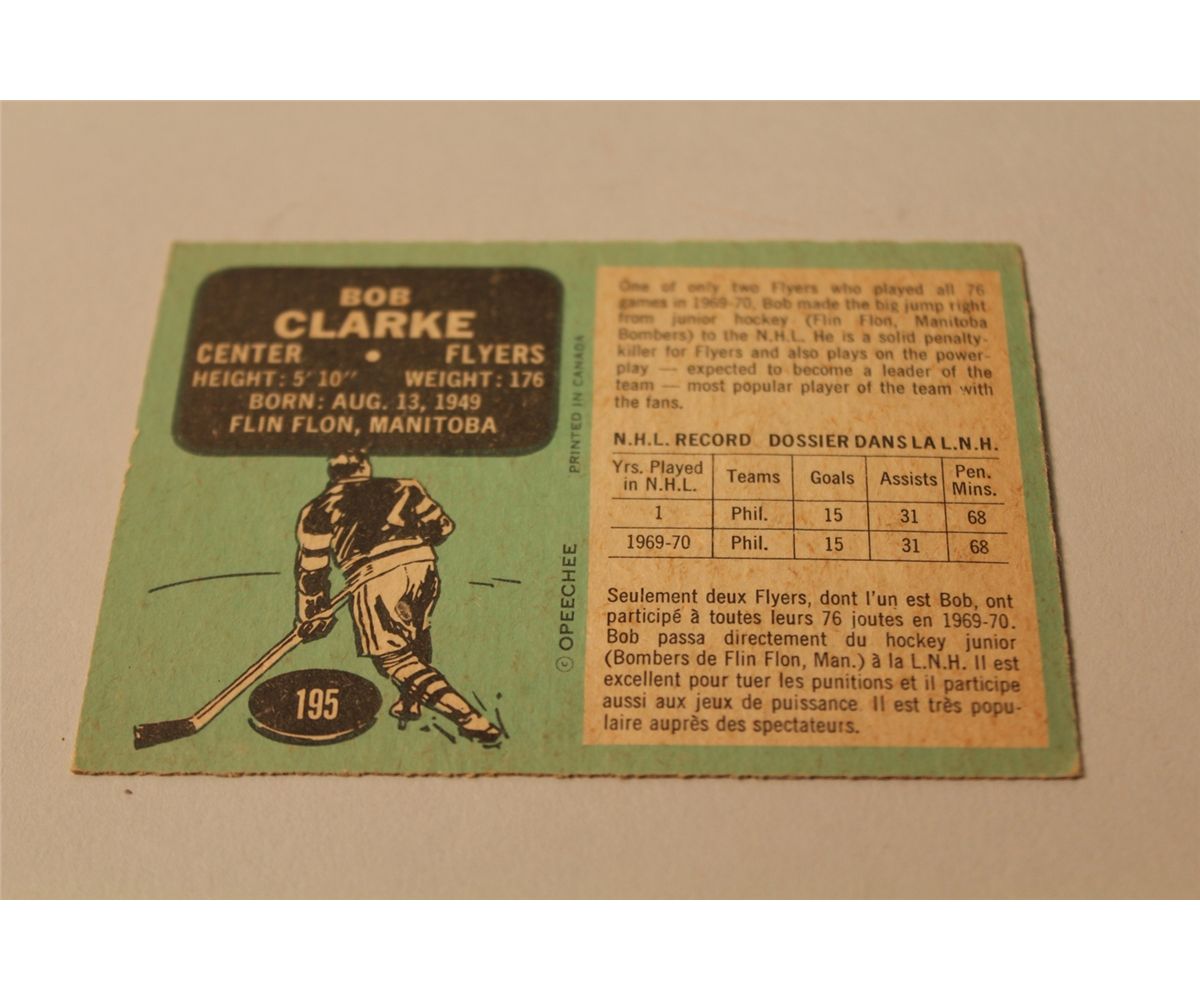 BOB
CLARKE
CENTER • FLYERS
HEIGHT: 5' 10" WEIGHT: 176
BORN: AUG. 13, 1949
FLIN FLON, MANITOBA
195
© OPEECHEE PRINTED IN CANADA
One of only two Flyers who played all 76
games in 1969-70, Bob made the big jump right
from junior hockey (Flin Flon, Manitoba
Bombers) to the N.H.L. He is a solid penalty-
killer for Flyers and also plays on the power-
play — expected to become a leader of the
team — most popular player of the team with
the fans.
N.H.L. RECORD DOSSIER DANS LA L.N.H.
Yrs. Played in N.H.L. Teams Goals Assists Pen. Mins.
1 Phil. 15 31 68
1969-70 Phil. 15 31 68
Seulement deux Flyers, dont l'un est Bob, ont
participé à toutes leurs 76 joutes en 1969-70.
Bob passa directement du hockey junior
(Bombers de Flin Flon, Man.) à la L.N.H. Il est
excellent pour tuer les punitions et il participe
aussi aux jeux de puissance. Il est très popu-
laire auprès des spectateurs.